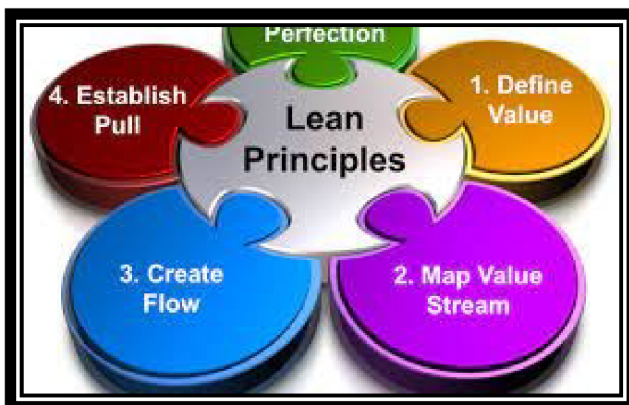 Perfection
1. Define
Value
4. Establish
Pull
Lean
Principles
3. Create
Flow
2. Map Value
Stream